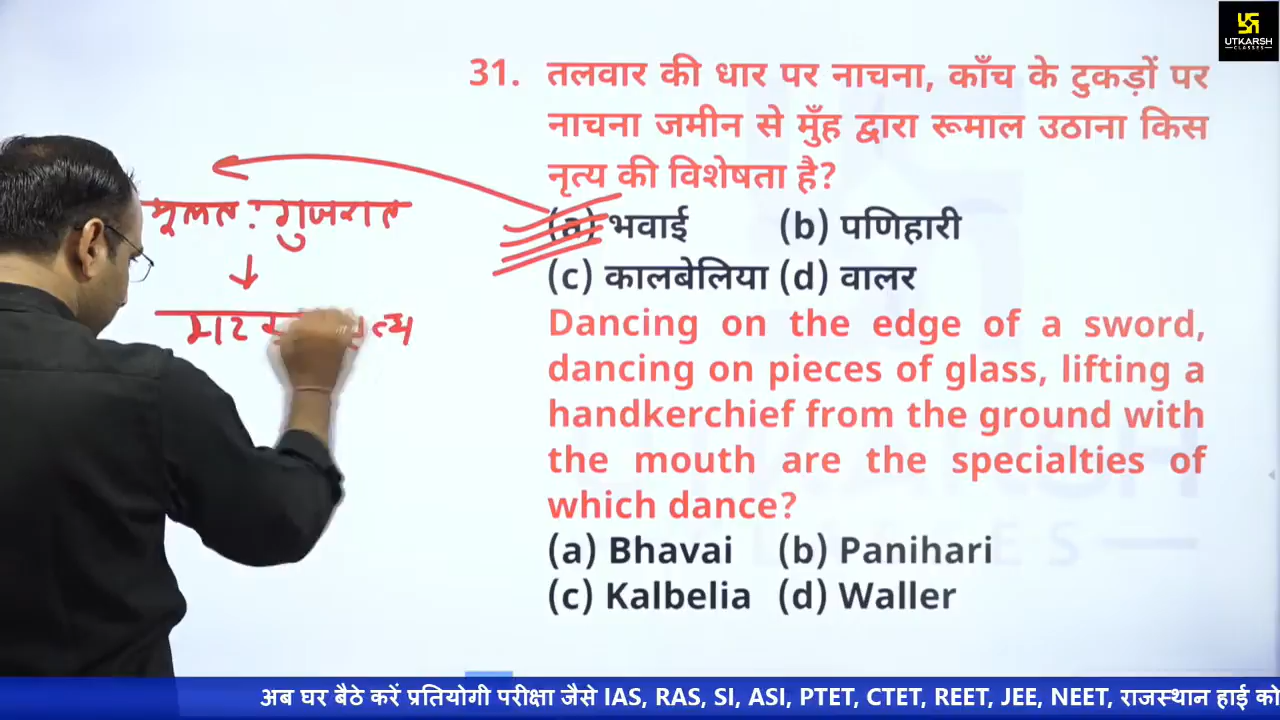 UTKARSH
CLASSES
31. तलवार की धार पर नाचना, काँच के टुकड़ों पर
नाचना जमीन से मुँह द्वारा रूमाल उठाना किस
नृत्य की विशेषता है?
(a) भवाई (b) पणिहारी
(c) कालबेलिया (d) वालर
Dancing on the edge of a sword,
dancing on pieces of glass, lifting a
handkerchief from the ground with
the mouth are the specialties of
which dance?
(a) Bhavai (b) Panihari
(c) Kalbelia (d) Waller
मूलत: गुजरात
अब घर बैठे करें प्रतियोगी परीक्षा जैसे IAS, RAS, SI, ASI, PTET, CTET, REET, JEE, NEET, राजस्थान हाई को